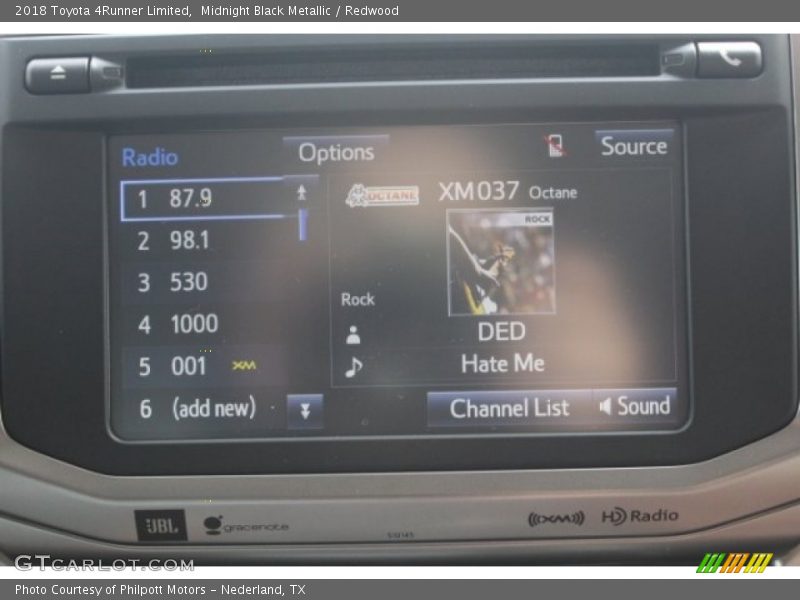 2018 Toyota 4Runner Limited,  Midnight Black Metallic / Redwood
Radio
Options
Source
1 87.9
2 98.1
3 530
4 1000
5 001 XM
6 (add new)
OCTANE
XM037 Octane
ROCK
Rock
DED
Hate Me
Channel List
Sound
JBL
gracenote
((XM))
HD Radio
GTCARLOT.COM
Photo Courtesy of Philpott Motors - Nederland, TX